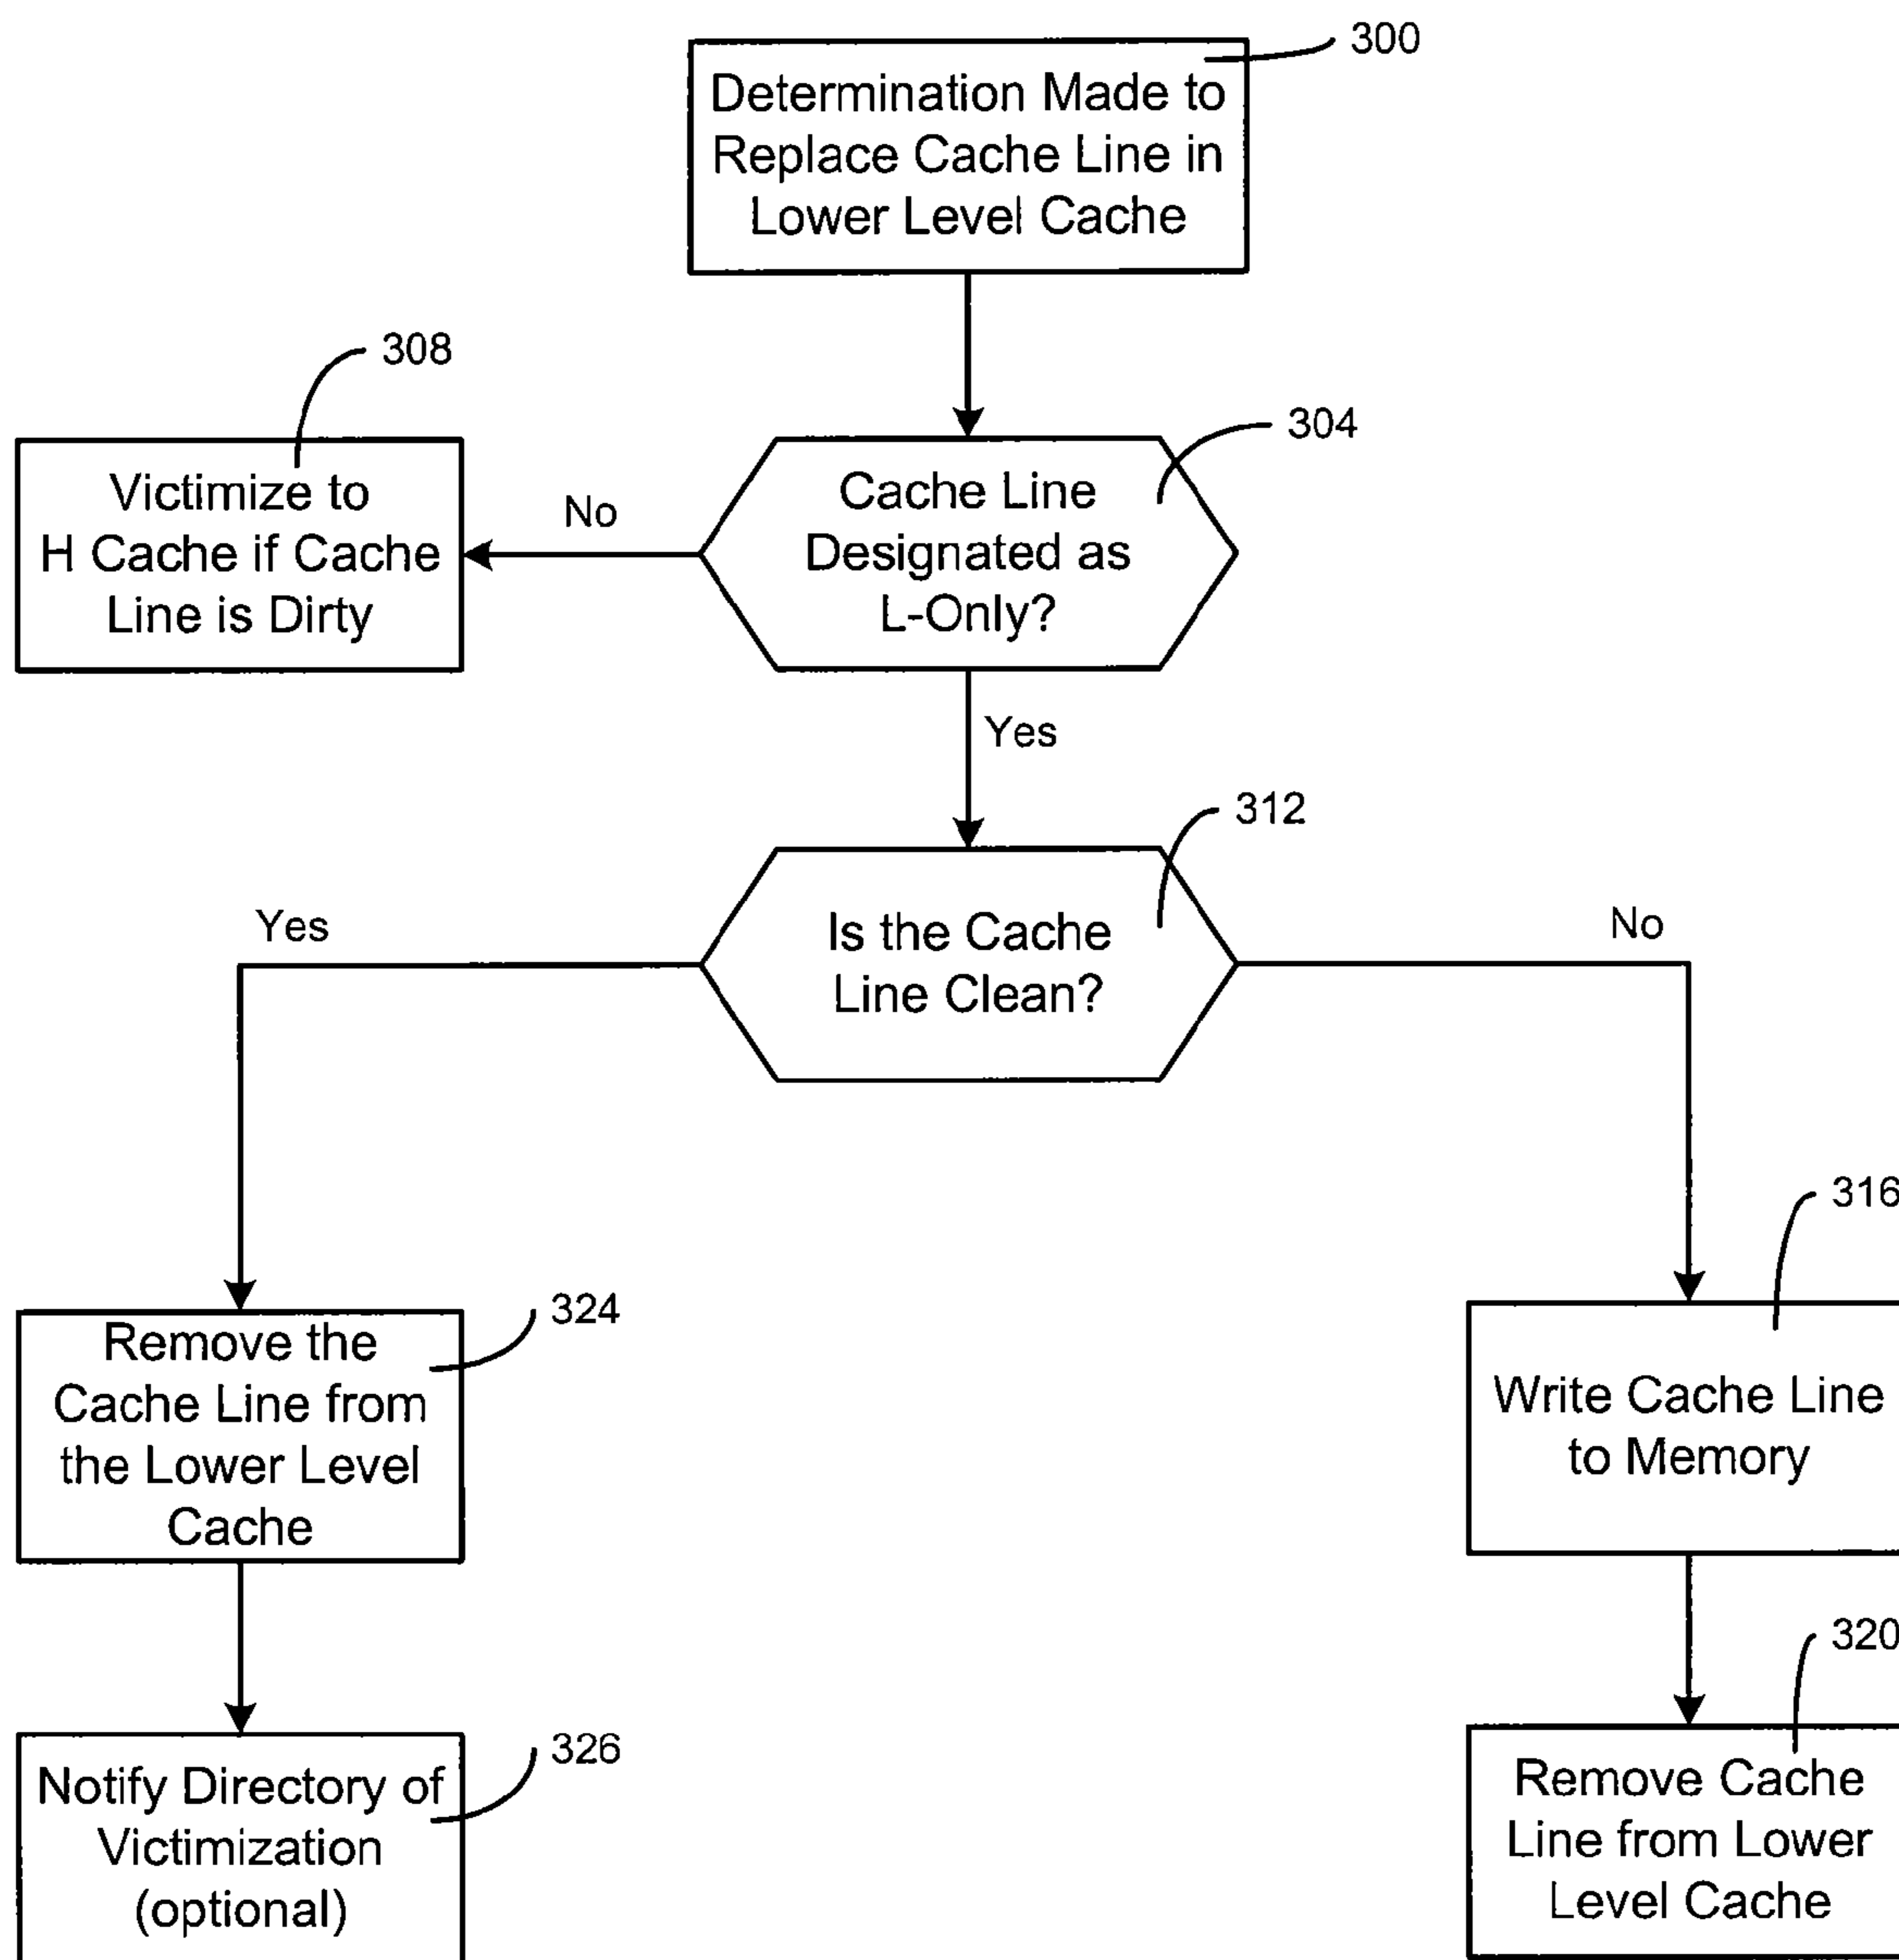 300
Determination Made to
Replace Cache Line in
Lower Level Cache
308
304
Victimize to
H Cache if Cache
Line is Dirty
No
Cache Line
Designated as
L-Only?
Yes
312
Yes
Is the Cache
Line Clean?
No
316
324
Remove the
Cache Line from
the Lower Level
Cache
Write Cache Line
to Memory
320
326
Notify Directory of
Victimization
(optional)
Remove Cache
Line from Lower
Level Cache